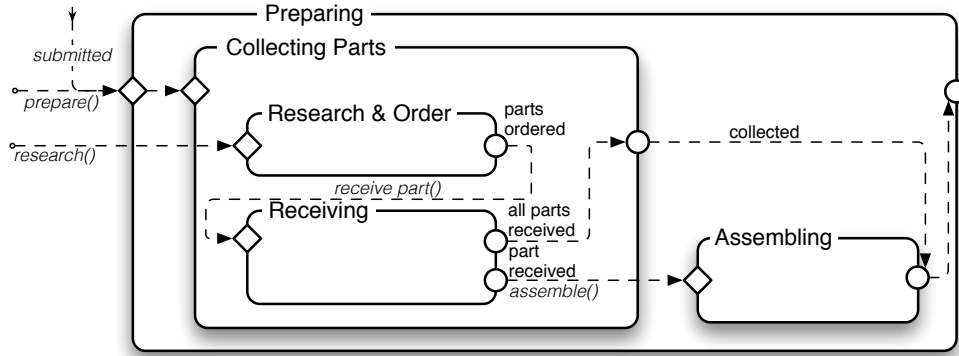 Preparing
submitted
Collecting Parts
prepare()
Research & Order
parts
ordered
collected
research()
receive part()
Receiving
all parts
received
part
received
Assembling
assemble()